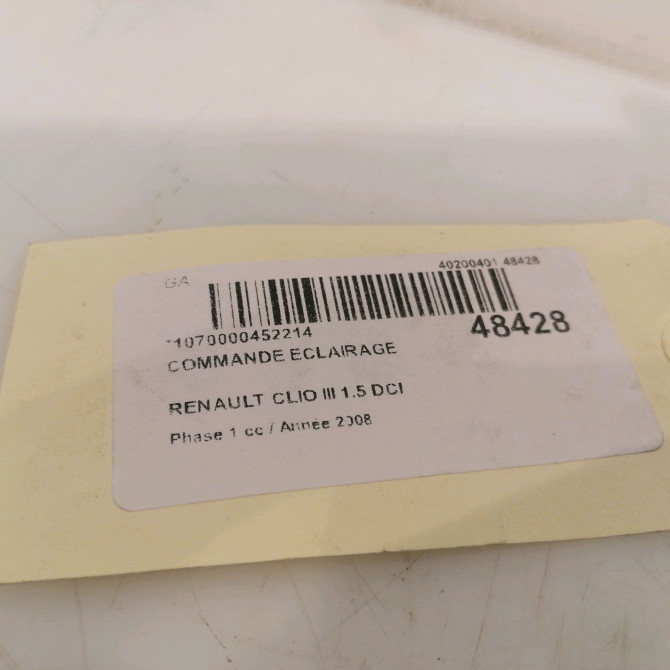 GA
40200401 48428
*1070000452214
48428
COMMANDE ECLAIRAGE
RENAULT CLIO III 1.5 DCI
Phase 1 cc / Année 2008